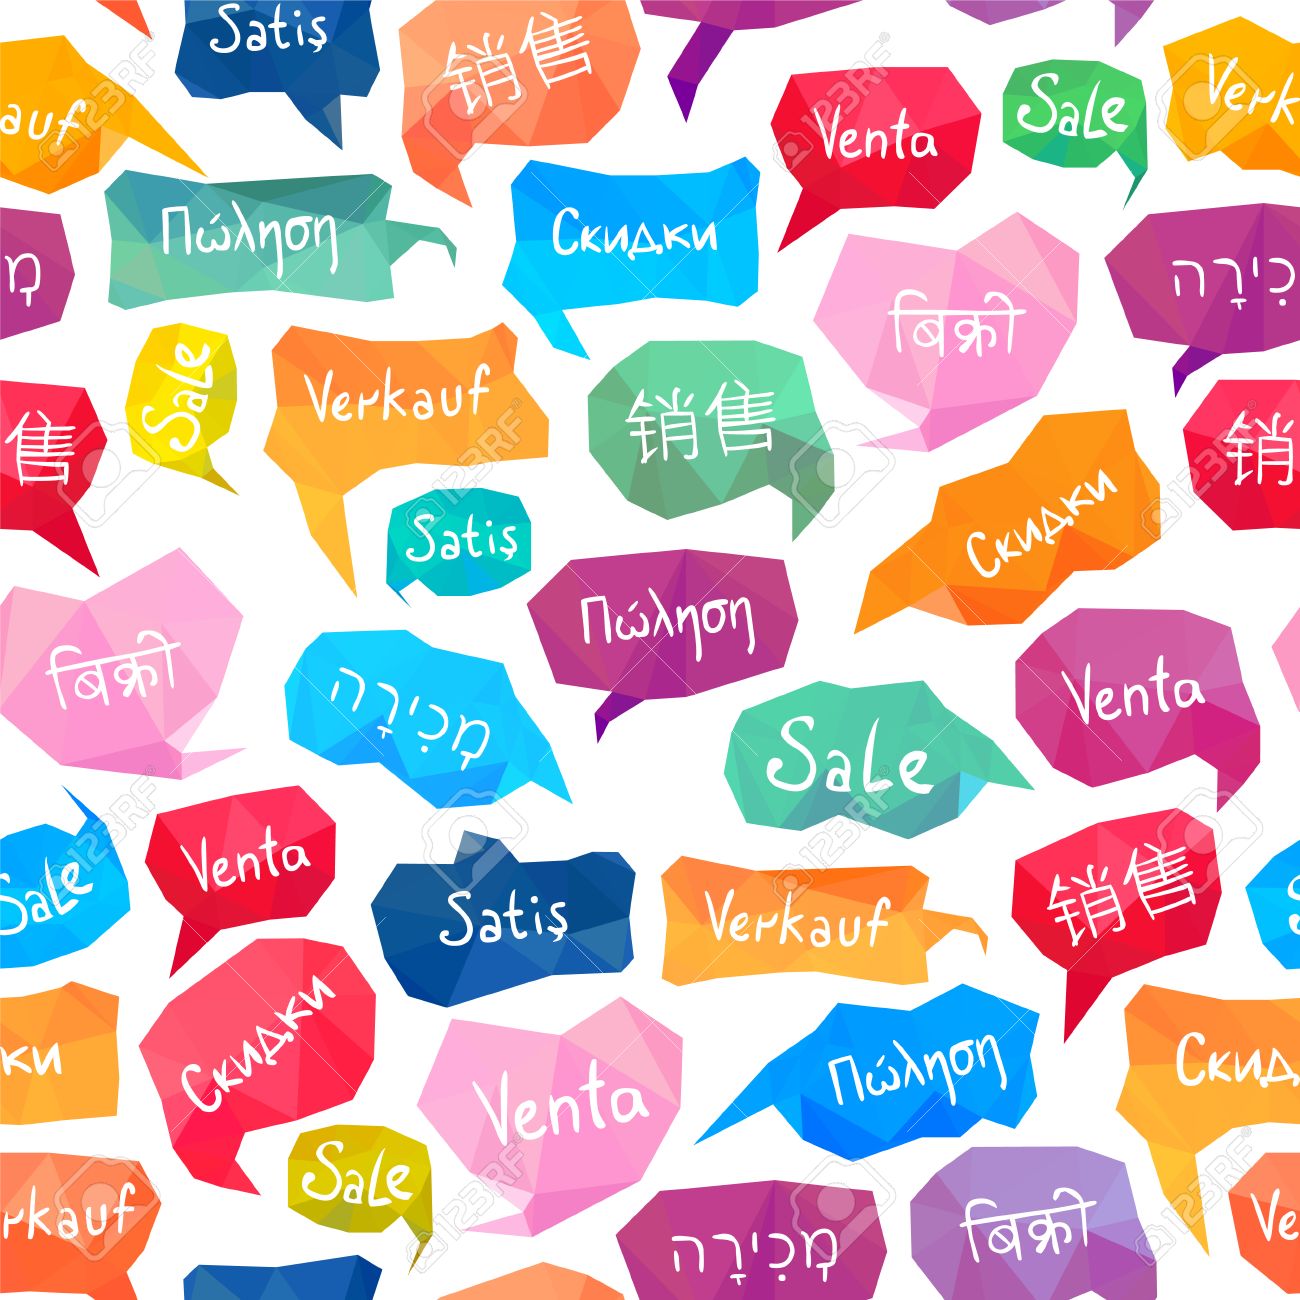 Satiş
销售
Venta
Sale
Verk
auf
Πώληση
Скидки
מְכִירָה
बिक्री
Sale
Verkauf
销售
售
销
Скидки
Satiş
Πώληση
Venta
बिक्री
מְכִירָה
Sale
Sale
Venta
Satiş
Verkauf
销售
Скидки
ки
Venta
Πώληση
Скид
Sale
rkauf
מְכִירָה
बिक्री
Ve
123RF